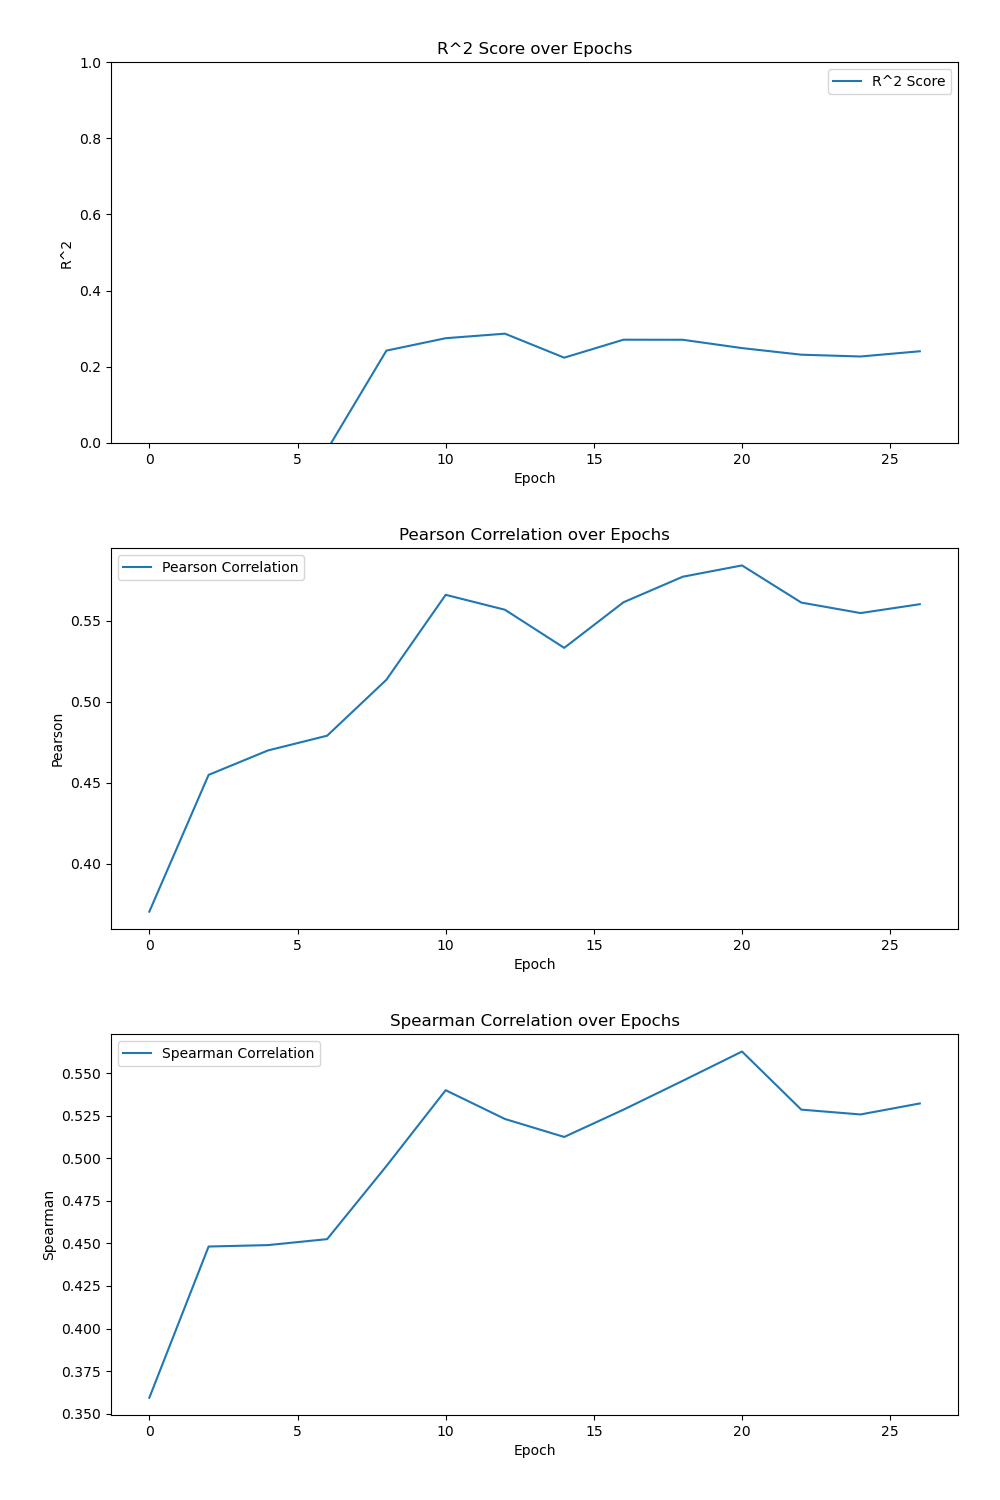 R^2 Score over Epochs
R^2 Score
1.0
0.8
0.6
0.4
0.2
0.0
R^2
0 5 10 15 20 25
Epoch
Pearson Correlation over Epochs
Pearson Correlation
0.55
0.50
0.45
0.40
Pearson
0 5 10 15 20 25
Epoch
Spearman Correlation over Epochs
Spearman Correlation
0.550
0.525
0.500
0.475
0.450
0.425
0.400
0.375
0.350
Spearman
0 5 10 15 20 25
Epoch